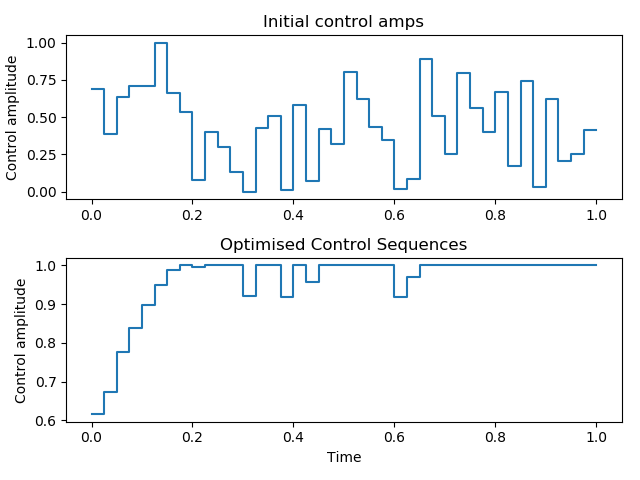 Initial control amps
Control amplitude
1.00
0.75
0.50
0.25
0.00
0.0 0.2 0.4 0.6 0.8 1.0
Optimised Control Sequences
Control amplitude
1.0
0.9
0.8
0.7
0.6
0.0 0.2 0.4 0.6 0.8 1.0
Time